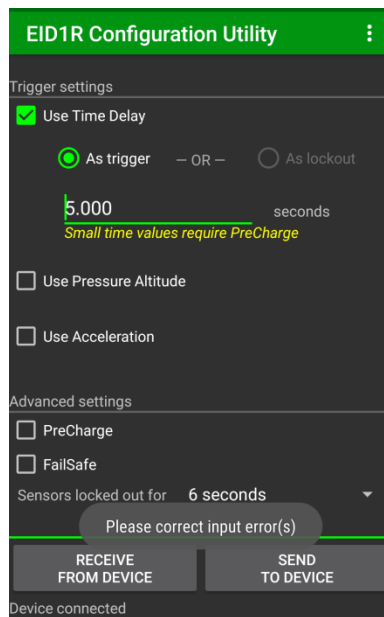 EID1R Configuration Utility
Trigger settings
Use Time Delay
As trigger – OR – As lockout
5.000 seconds
Small time values require PreCharge
Use Pressure Altitude
Use Acceleration
Advanced settings
PreCharge
FailSafe
Sensors locked out for 6 seconds
Please correct input error(s)
RECEIVE
FROM DEVICE
SEND
TO DEVICE
Device connected